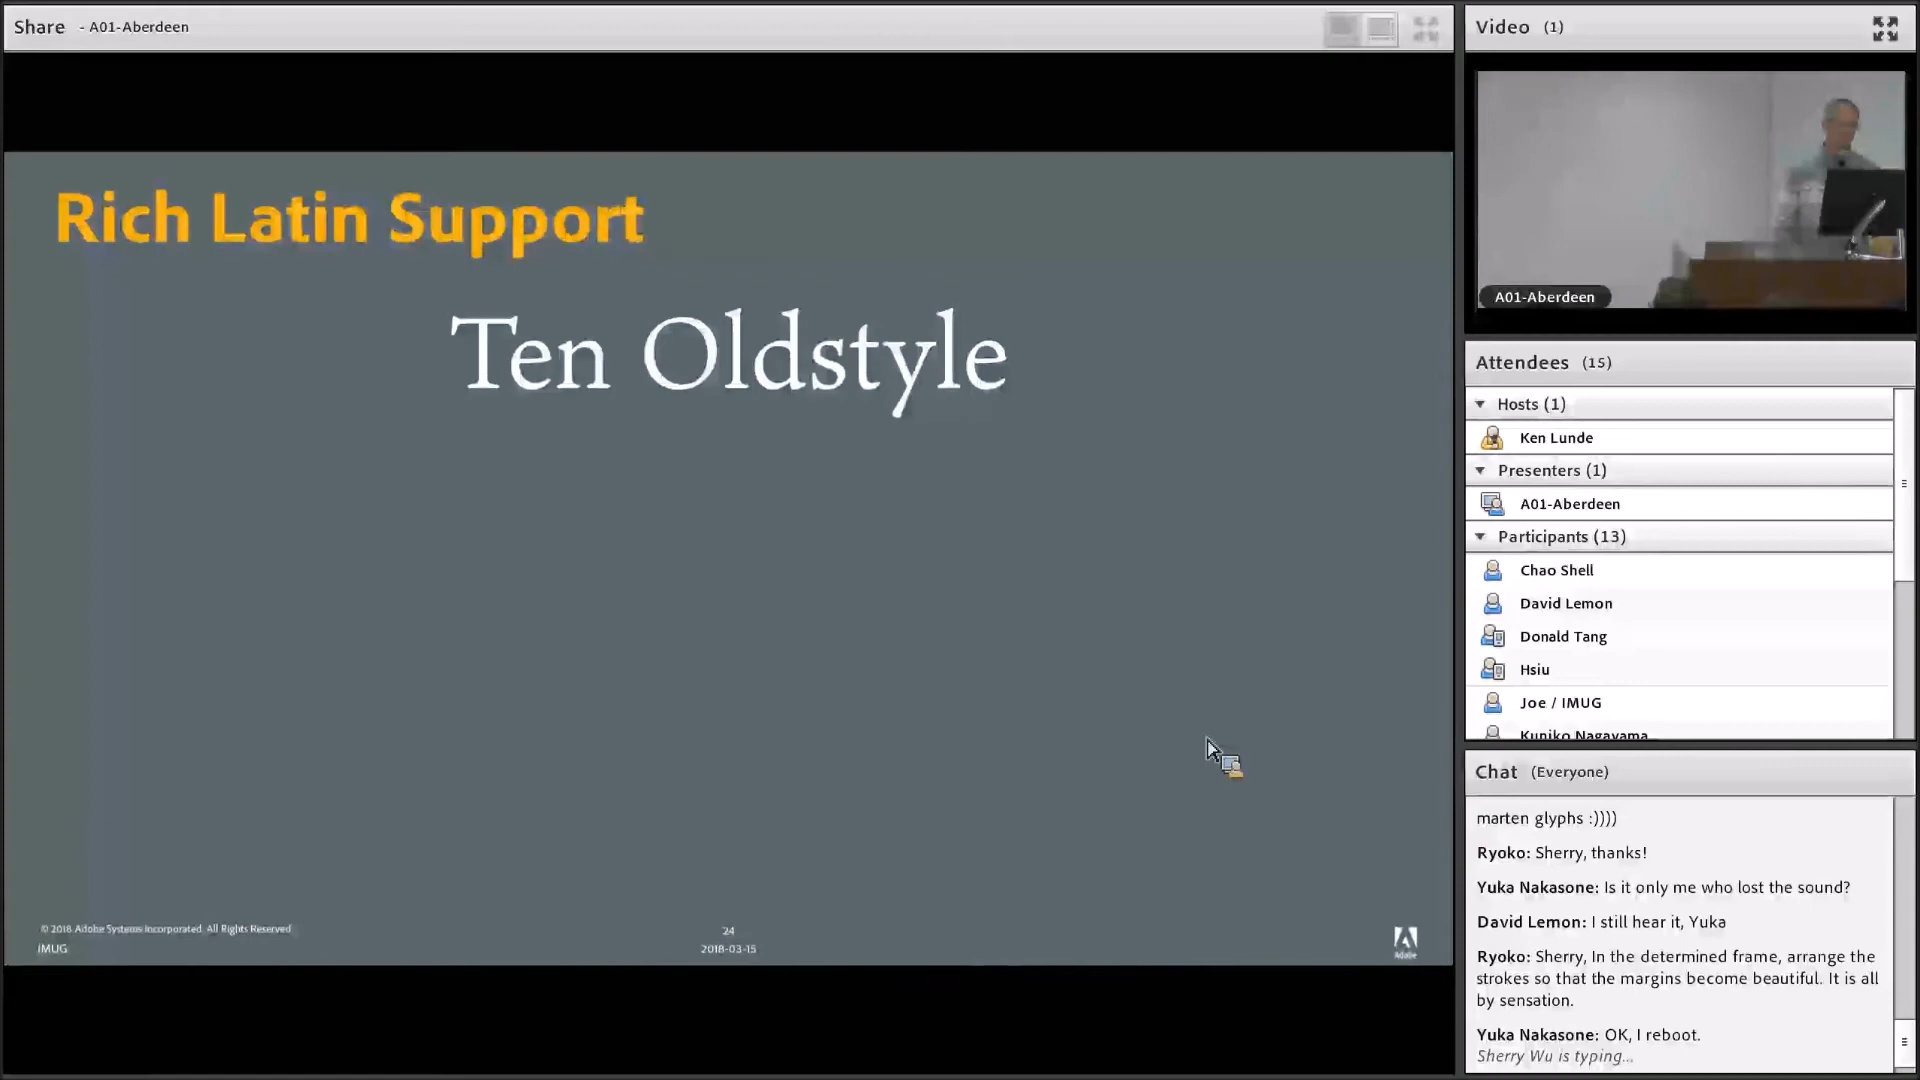 Share - A01-Aberdeen
Rich Latin Support
Ten Oldstyle
© 2018 Adobe Systems Incorporated. All Rights Reserved
IMUG
24
2018-03-15
Adobe
Video (1)
A01-Aberdeen
Attendees (15)
Hosts (1)
Ken Lunde
Presenters (1)
A01-Aberdeen
Participants (13)
Chao Shell
David Lemon
Donald Tang
Hsiu
Joe / IMUG
Kuniko Nagayama
Chat (Everyone)
marten glyphs :))))
Ryoko: Sherry, thanks!
Yuka Nakasone: Is it only me who lost the sound?
David Lemon: I still hear it, Yuka
Ryoko: Sherry, In the determined frame, arrange the
strokes so that the margins become beautiful. It is all
by sensation.
Yuka Nakasone: OK, I reboot.
Sherry Wu is typing...